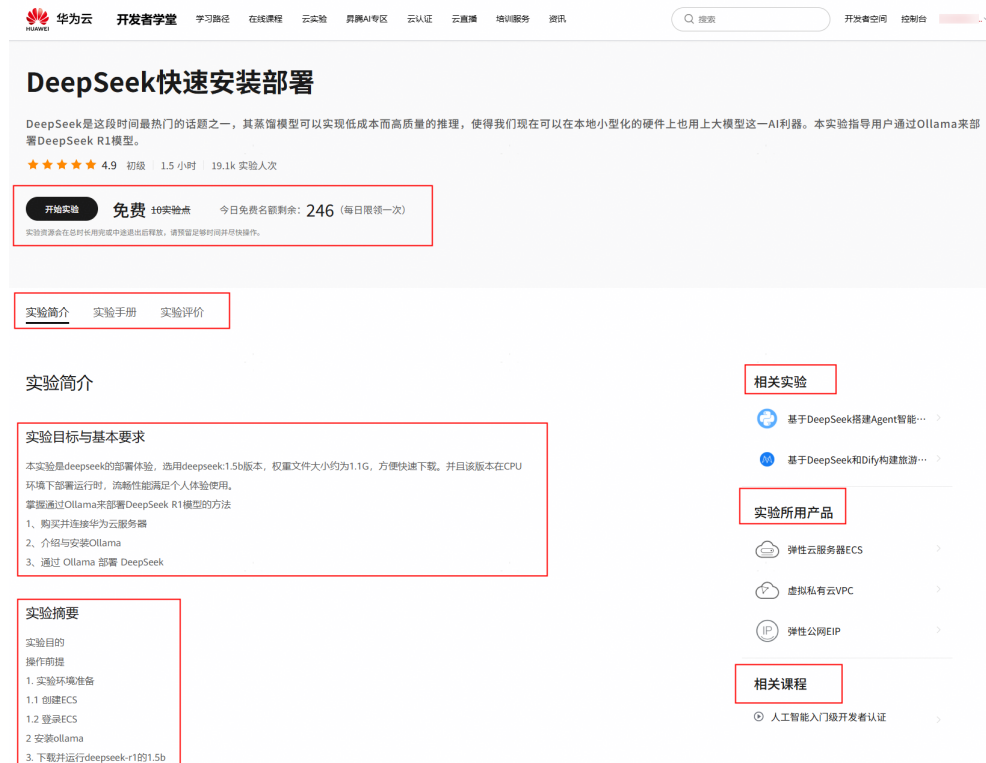 HUAWEI
华为云
开发者学堂
学习路径
在线课程
云实验
昇腾AI专区
云认证
云直播
培训服务
资讯
搜索
开发者空间
控制台
DeepSeek快速安装部署
DeepSeek是这段时间最热门的话题之一，其蒸馏模型可以实现低成本而高质量的推理，使得我们现在可以在本地小型化的硬件上也用上大模型这一AI利器。本实验指导用户通过Ollama来部
署DeepSeek R1模型。
4.9 初级 1.5 小时 19.1k 实验人次
开始实验 免费 10实验点 今日免费名额剩余：246（每日限领一次）
实验资源会在总时长用完或中途退出后释放，请预留足够时间并尽快操作。
实验简介 实验手册 实验评价
实验简介
实验目标与基本要求
本实验是deepseek的部署体验，选用deepseek:1.5b版本，权重文件大小约为1.1G，方便快速下载。并且该版本在CPU
环境下部署运行时，流畅性能满足个人体验使用。
掌握通过Ollama来部署DeepSeek R1模型的方法
1、购买并连接华为云服务器
2、介绍与安装Ollama
3、通过 Ollama 部署 DeepSeek
实验摘要
实验目的
操作前提
1. 实验环境准备
1.1 创建ECS
1.2 登录ECS
2 安装ollama
3. 下载并运行deepseek-r1的1.5b
相关实验
基于DeepSeek搭建Agent智能···
基于DeepSeek和Dify构建旅游···
实验所用产品
弹性云服务器ECS
虚拟私有云VPC
IP 弹性公网EIP
相关课程
人工智能入门级开发者认证